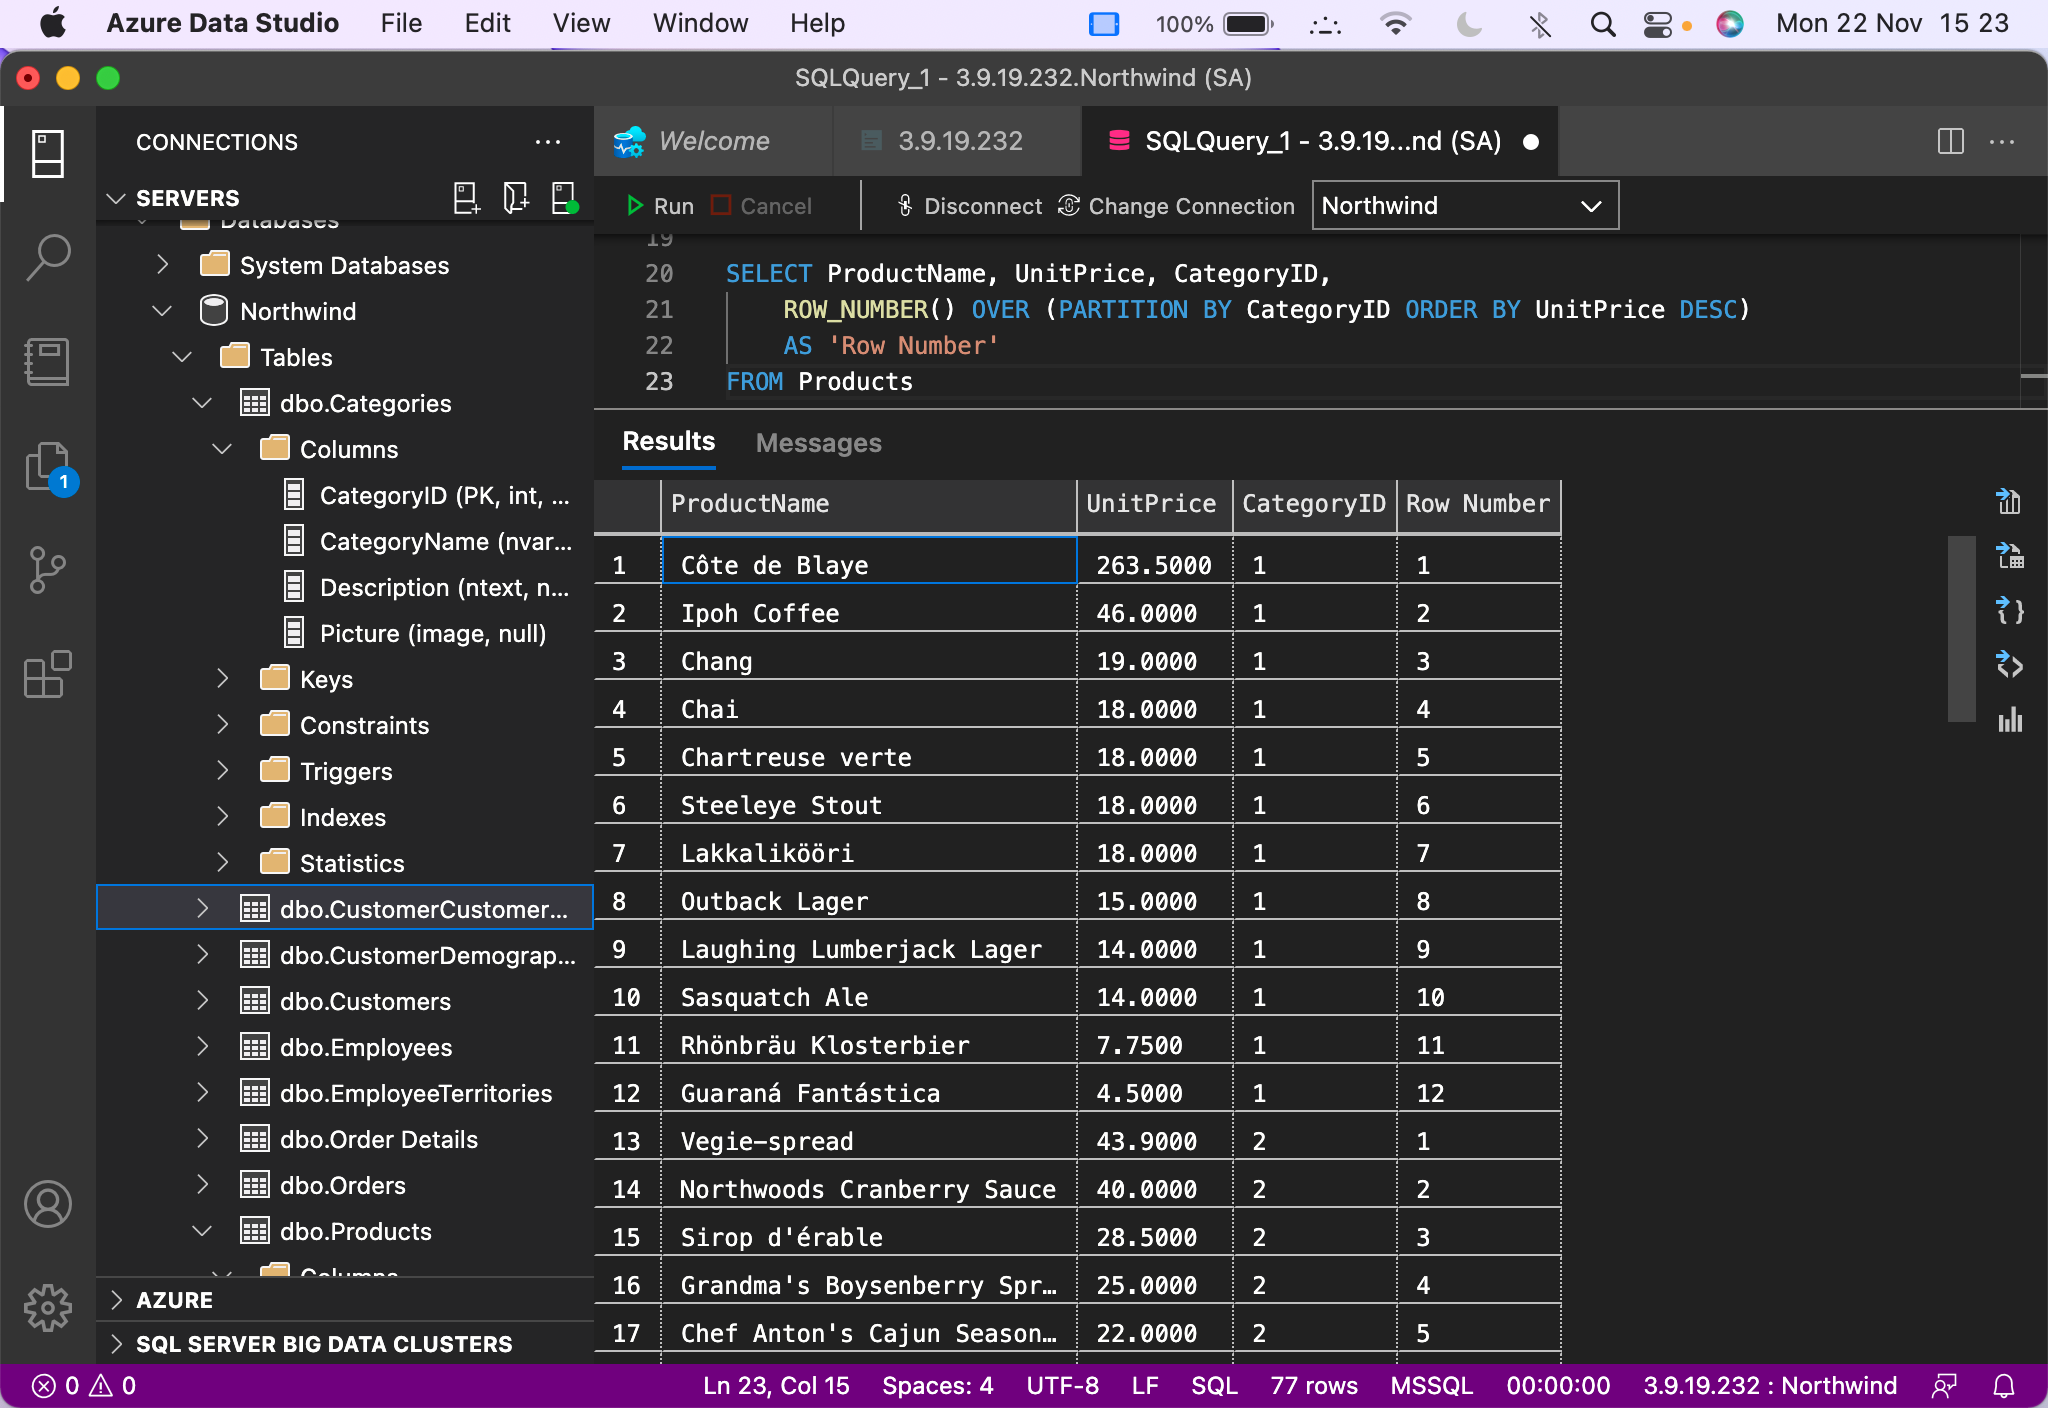 Azure Data Studio File Edit View Window Help 100% Mon 22 Nov 15 23
SQLQuery_1 - 3.9.19.232.Northwind (SA)
CONNECTIONS
SERVERS
Databases
System Databases
Northwind
Tables
dbo.Categories
Columns
CategoryID (PK, int, ...
CategoryName (nvar...
Description (ntext, n...
Picture (image, null)
Keys
Constraints
Triggers
Indexes
Statistics
dbo.CustomerCustomer...
dbo.CustomerDemograp...
dbo.Customers
dbo.Employees
dbo.EmployeeTerritories
dbo.Order Details
dbo.Orders
dbo.Products
Columns
AZURE
SQL SERVER BIG DATA CLUSTERS
1
Welcome 3.9.19.232 SQLQuery_1 - 3.9.19...nd (SA)
Run Cancel Disconnect Change Connection Northwind
19
20 SELECT ProductName, UnitPrice, CategoryID,
21 ROW_NUMBER() OVER (PARTITION BY CategoryID ORDER BY UnitPrice DESC)
22 AS 'Row Number'
23 FROM Products
Results Messages
ProductName UnitPrice CategoryID Row Number
1 Côte de Blaye 263.5000 1 1
2 Ipoh Coffee 46.0000 1 2
3 Chang 19.0000 1 3
4 Chai 18.0000 1 4
5 Chartreuse verte 18.0000 1 5
6 Steeleye Stout 18.0000 1 6
7 Lakkalikööri 18.0000 1 7
8 Outback Lager 15.0000 1 8
9 Laughing Lumberjack Lager 14.0000 1 9
10 Sasquatch Ale 14.0000 1 10
11 Rhönbräu Klosterbier 7.7500 1 11
12 Guaraná Fantástica 4.5000 1 12
13 Vegie-spread 43.9000 2 1
14 Northwoods Cranberry Sauce 40.0000 2 2
15 Sirop d'érable 28.5000 2 3
16 Grandma's Boysenberry Spr... 25.0000 2 4
17 Chef Anton's Cajun Season... 22.0000 2 5
0 0 Ln 23, Col 15 Spaces: 4 UTF-8 LF SQL 77 rows MSSQL 00:00:00 3.9.19.232 : Northwind